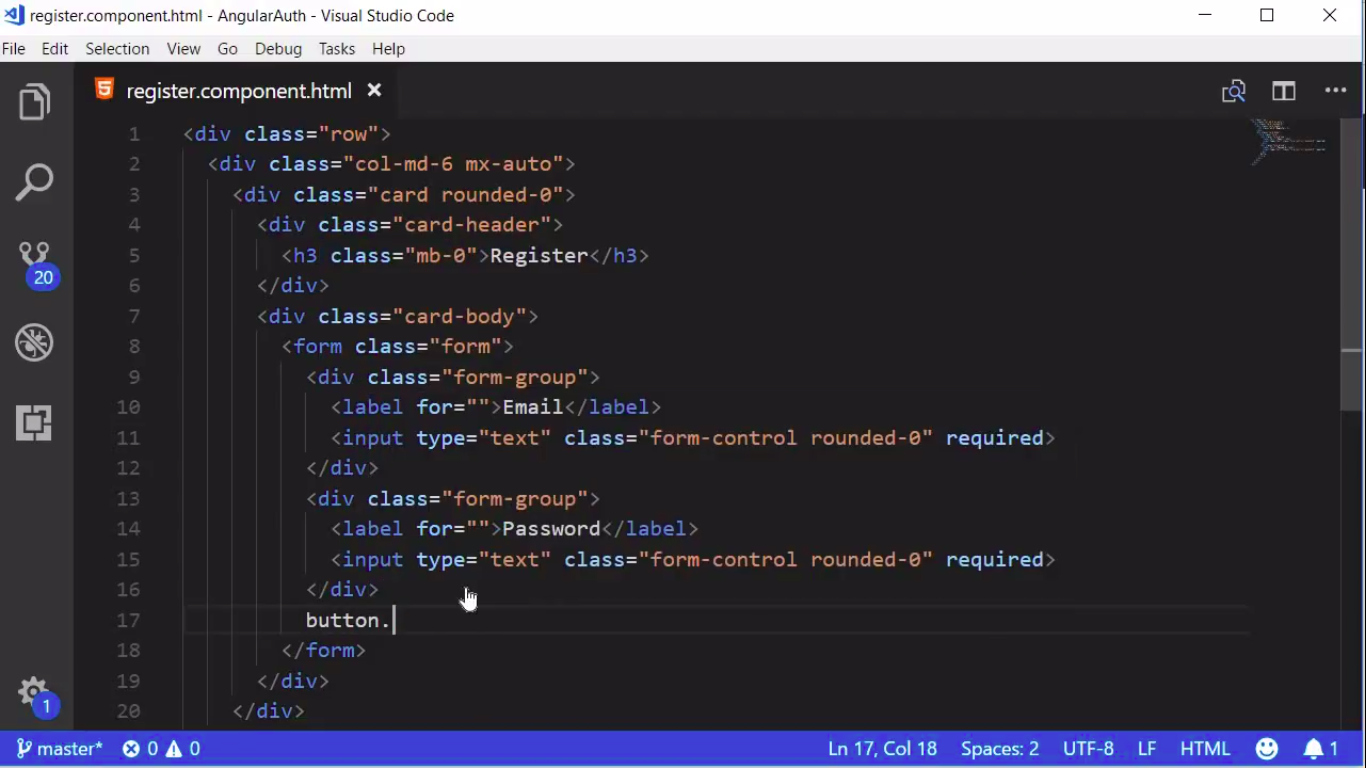 register.component.html - AngularAuth - Visual Studio Code
File Edit Selection View Go Debug Tasks Help
register.component.html
1 <div class="row">
2 <div class="col-md-6 mx-auto">
3 <div class="card rounded-0">
4 <div class="card-header">
5 <h3 class="mb-0">Register</h3>
6 </div>
7 <div class="card-body">
8 <form class="form">
9 <div class="form-group">
10 <label for="">Email</label>
11 <input type="text" class="form-control rounded-0" required>
12 </div>
13 <div class="form-group">
14 <label for="">Password</label>
15 <input type="text" class="form-control rounded-0" required>
16 </div>
17 button.
18 </form>
19 </div>
20 </div>
20
1
master* 0 0 Ln 17, Col 18 Spaces: 2 UTF-8 LF HTML 1